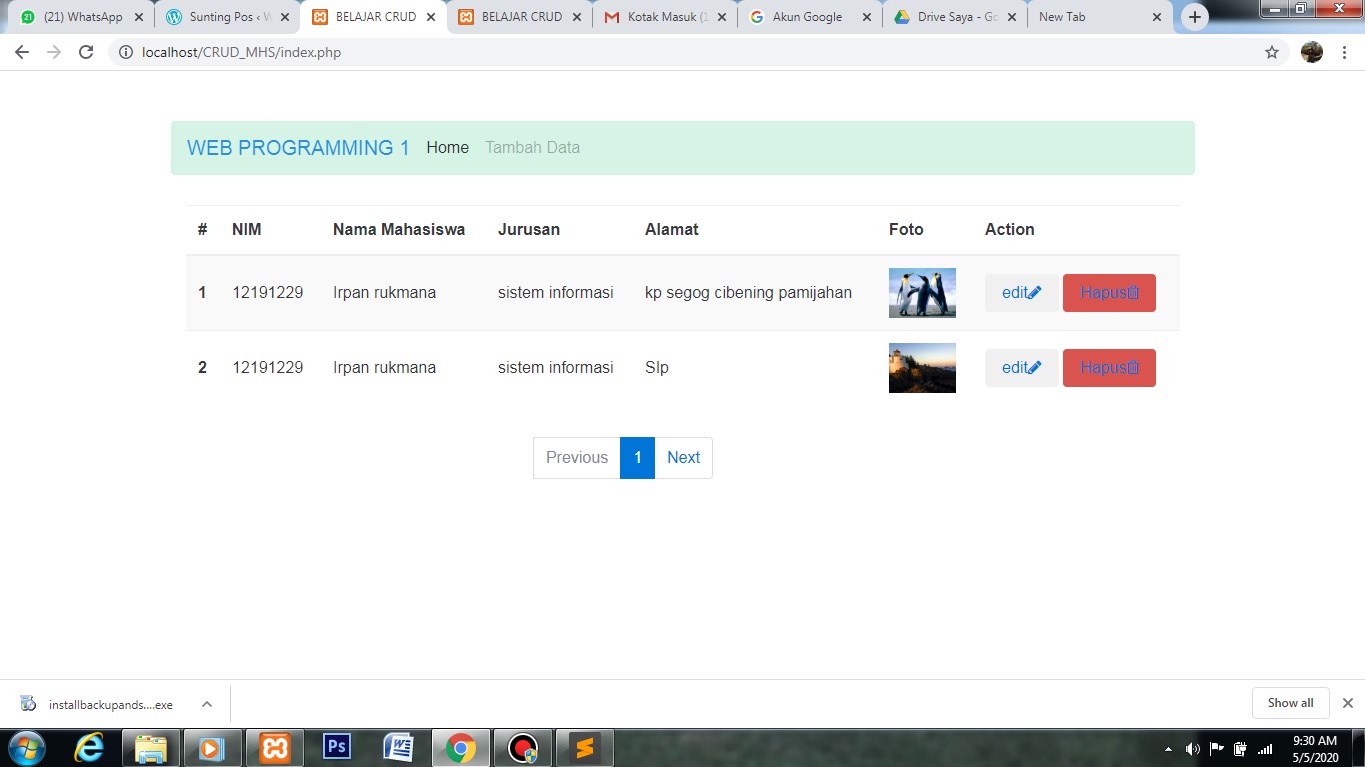 (21) WhatsApp
Sunting Pos ‹ W
BELAJAR CRUD
BELAJAR CRUD
Kotak Masuk (1
Akun Google
Drive Saya - Go
New Tab
localhost/CRUD_MHS/index.php
WEB PROGRAMMING 1 Home Tambah Data
# NIM Nama Mahasiswa Jurusan Alamat Foto Action
1 12191229 Irpan rukmana sistem informasi kp segog cibening pamijahan edit Hapus
2 12191229 Irpan rukmana sistem informasi Slp edit Hapus
Previous 1 Next
installbackupands....exe
Show all
Ps
9:30 AM
5/5/2020